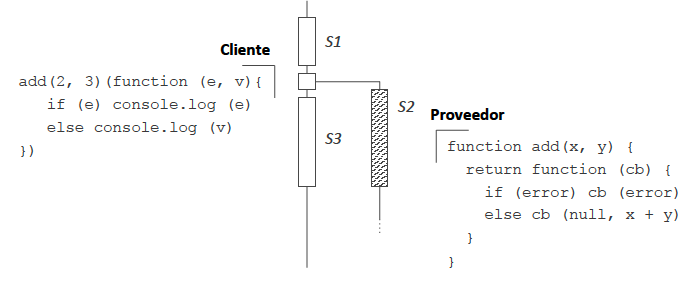 S1
Cliente
add(2, 3)(function (e, v){
if (e) console.log (e)
else console.log (v)
})
S3
S2
Proveedor
function add(x, y) {
return function (cb) {
if (error) cb (error)
else cb (null, x + y)
}
}